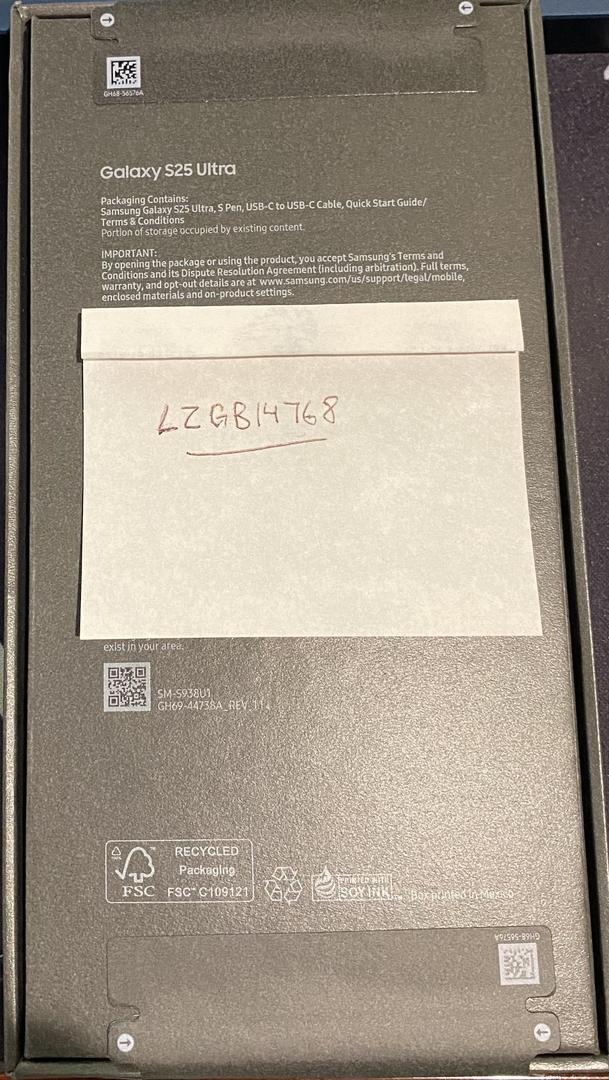 GH68-56576A
Galaxy S25 Ultra
Packaging Contains:
Samsung Galaxy S25 Ultra, S Pen, USB-C to USB-C Cable, Quick Start Guide/
Terms & Conditions
Portion of storage occupied by existing content.
IMPORTANT:
By opening the package or using the product, you accept Samsung's Terms and
Conditions and its Dispute Resolution Agreement (including arbitration). Full terms,
warranty, and opt-out details are at www.samsung.com/us/support/legal/mobile,
enclosed materials and on-product settings.
LZGB14768
exist in your area.
SM-S938U1
GH69-44738A_REV_1.1
RECYCLED
Packaging
FSC™ C109121
FSC
PRINTED WITH
SOY INK™
Box printed in Mexico
GH68-56576A